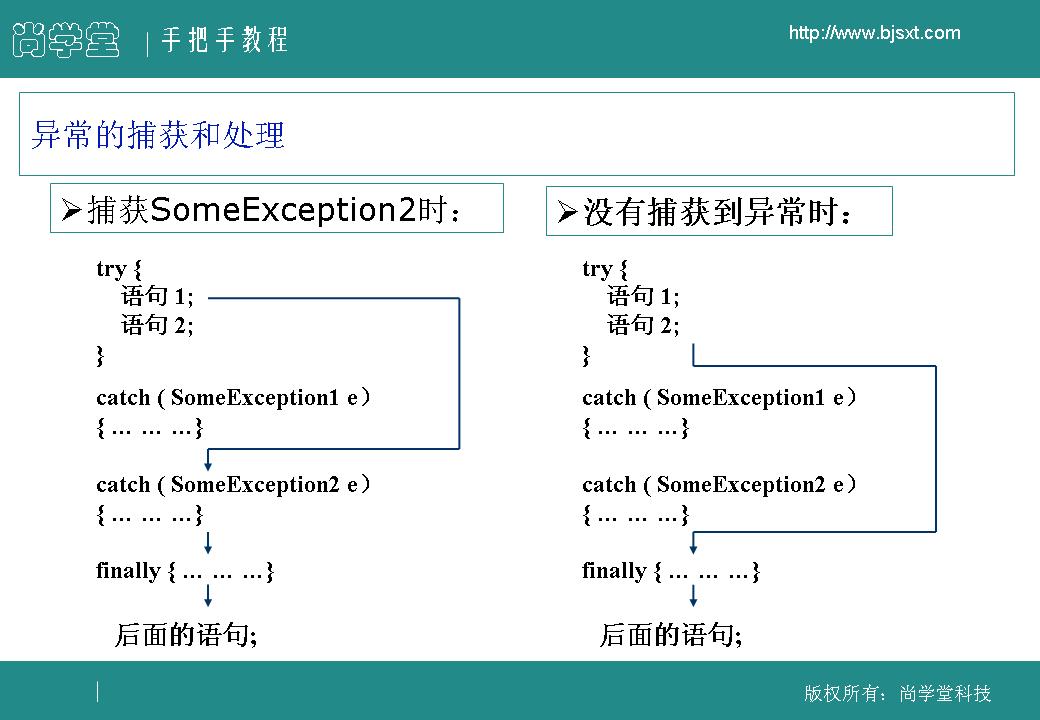 尚学堂
手把手教程
http://www.bjsxt.com
异常的捕获和处理
捕获SomeException2时：
try {
语句 1;
语句 2;
}
catch ( SomeException1 e）
{ … … …}
catch ( SomeException2 e）
{ … … …}
finally { … … …}
后面的语句;
没有捕获到异常时：
try {
语句 1;
语句 2;
}
catch ( SomeException1 e）
{ … … …}
catch ( SomeException2 e）
{ … … …}
finally { … … …}
后面的语句;
版权所有：尚学堂科技